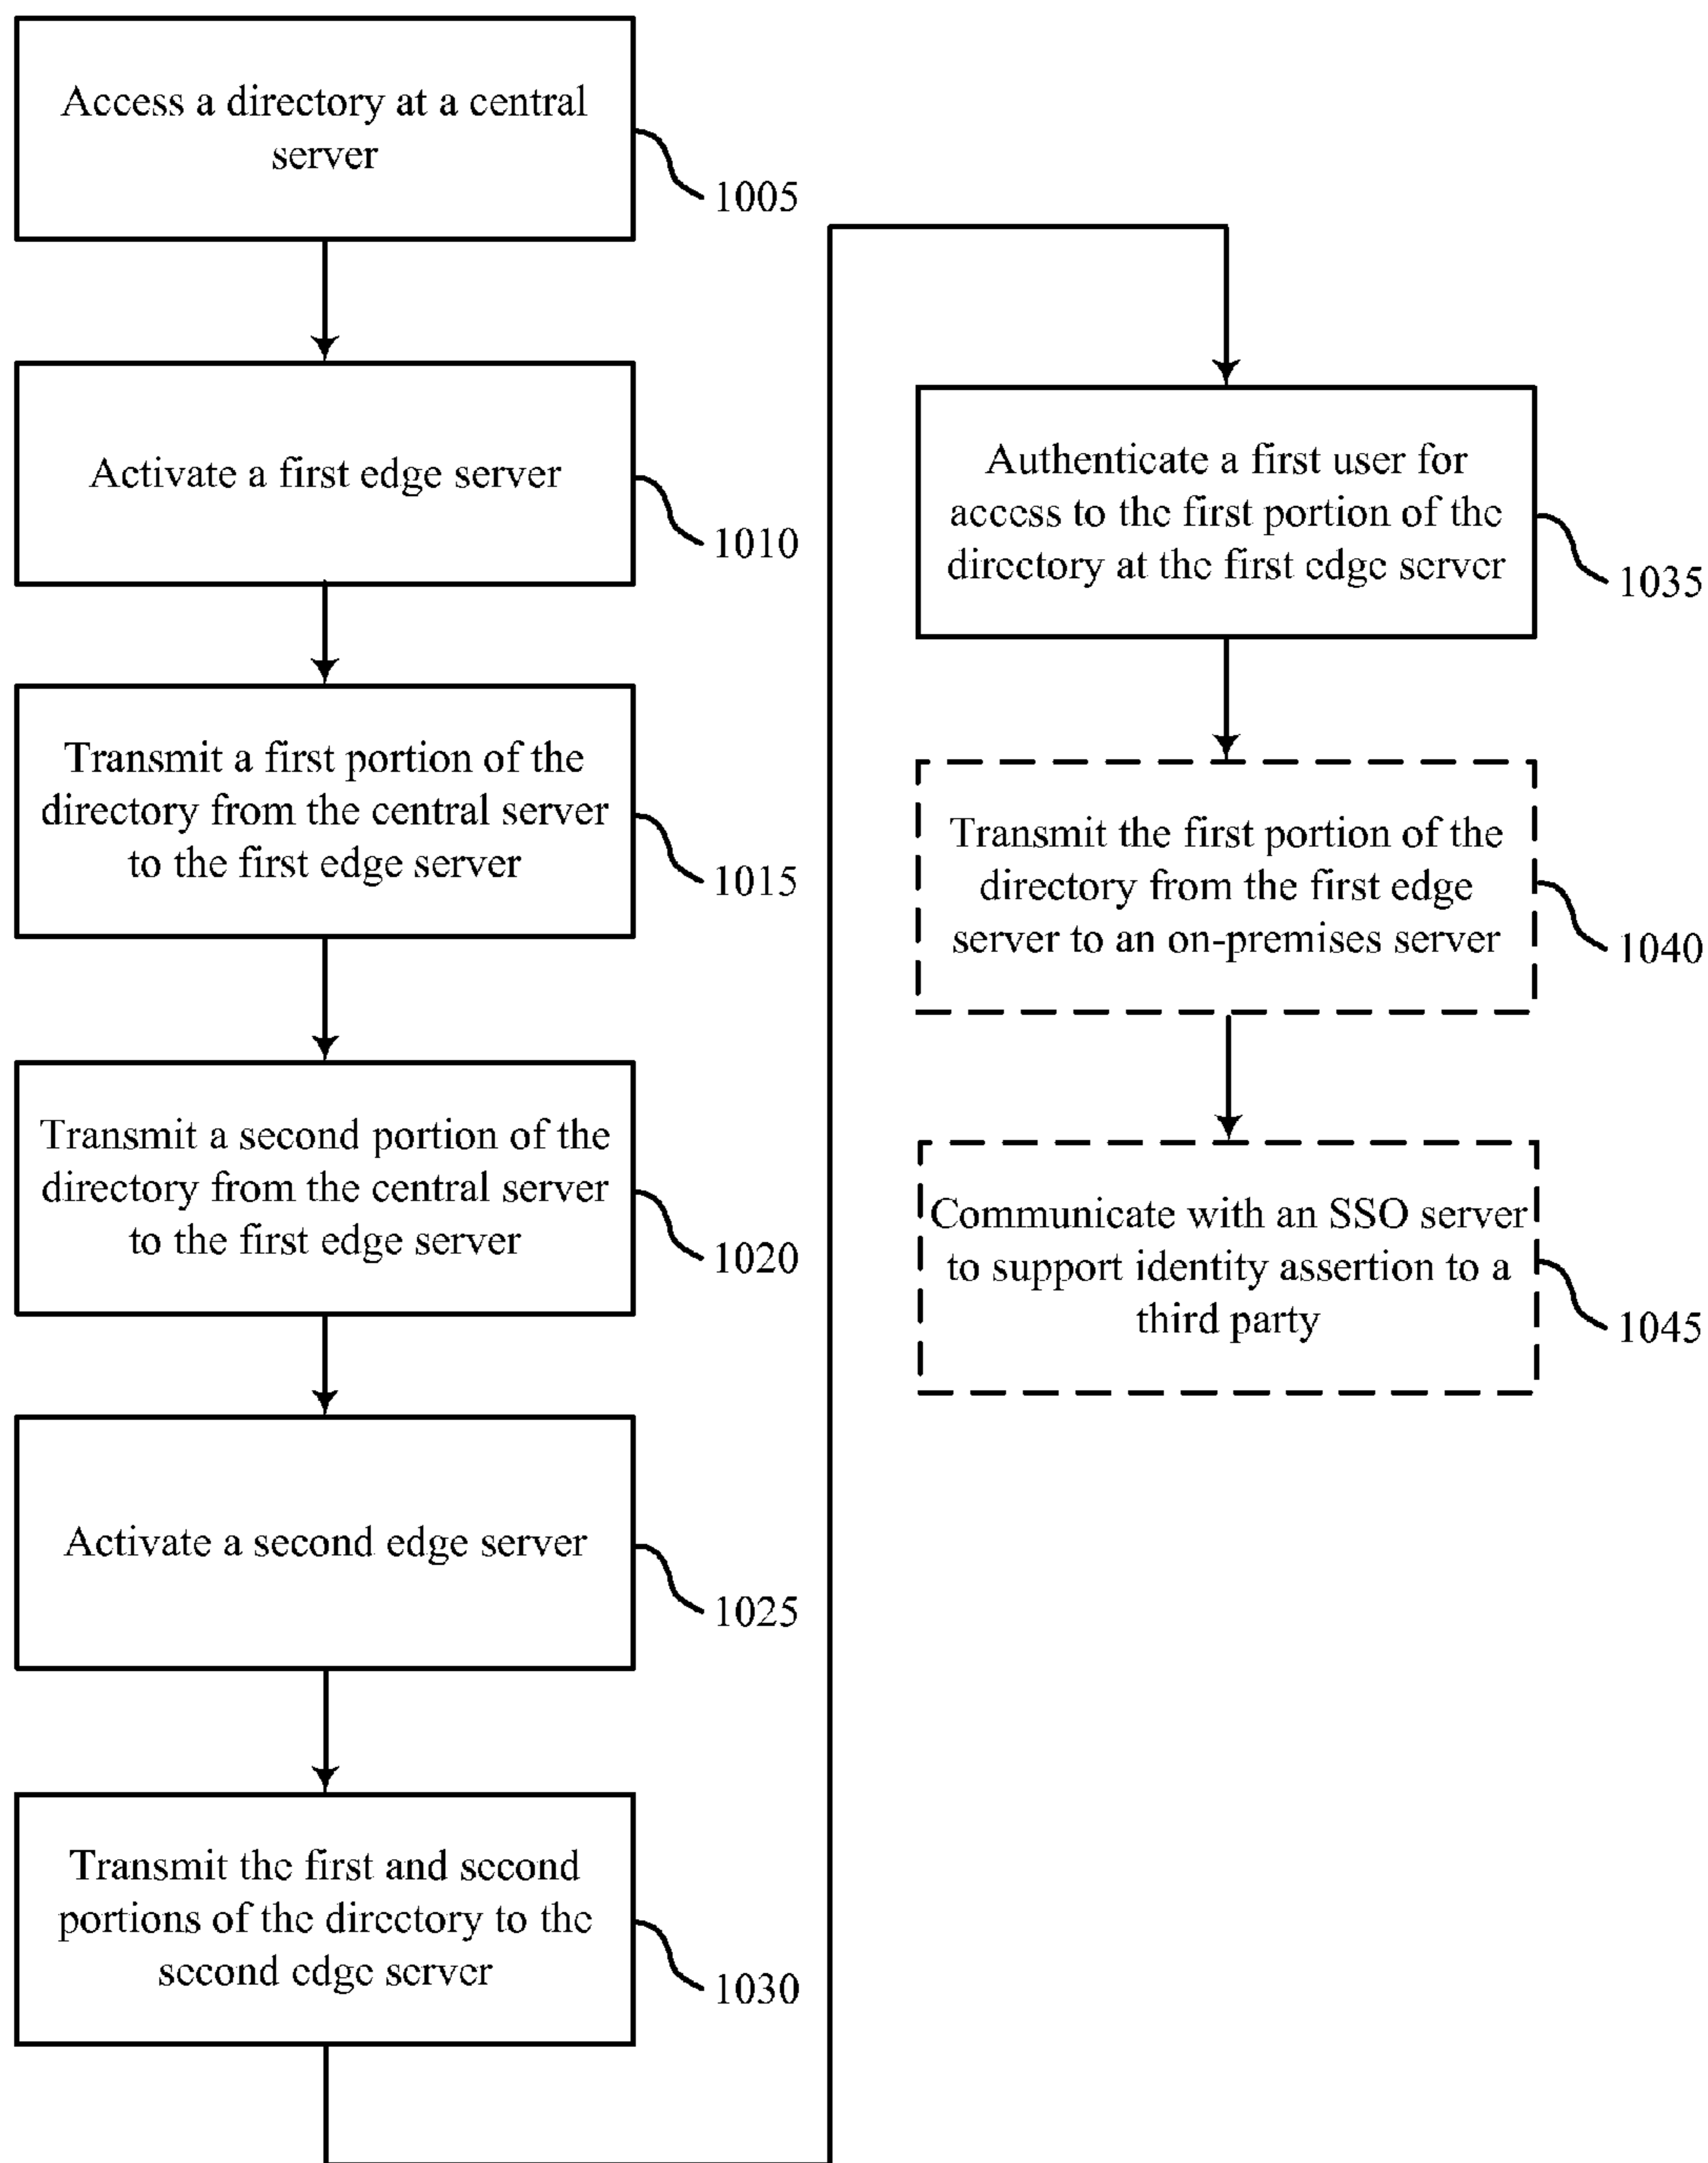 Access a directory at a central
server
1005
Activate a first edge server
1010
Transmit a first portion of the
directory from the central server
to the first edge server
1015
Transmit a second portion of the
directory from the central server
to the first edge server
1020
Activate a second edge server
1025
Transmit the first and second
portions of the directory to the
second edge server
1030
Authenticate a first user for
access to the first portion of the
directory at the first edge server
1035
Transmit the first portion of the
directory from the first edge
server to an on-premises server
1040
Communicate with an SSO server
to support identity assertion to a
third party
1045